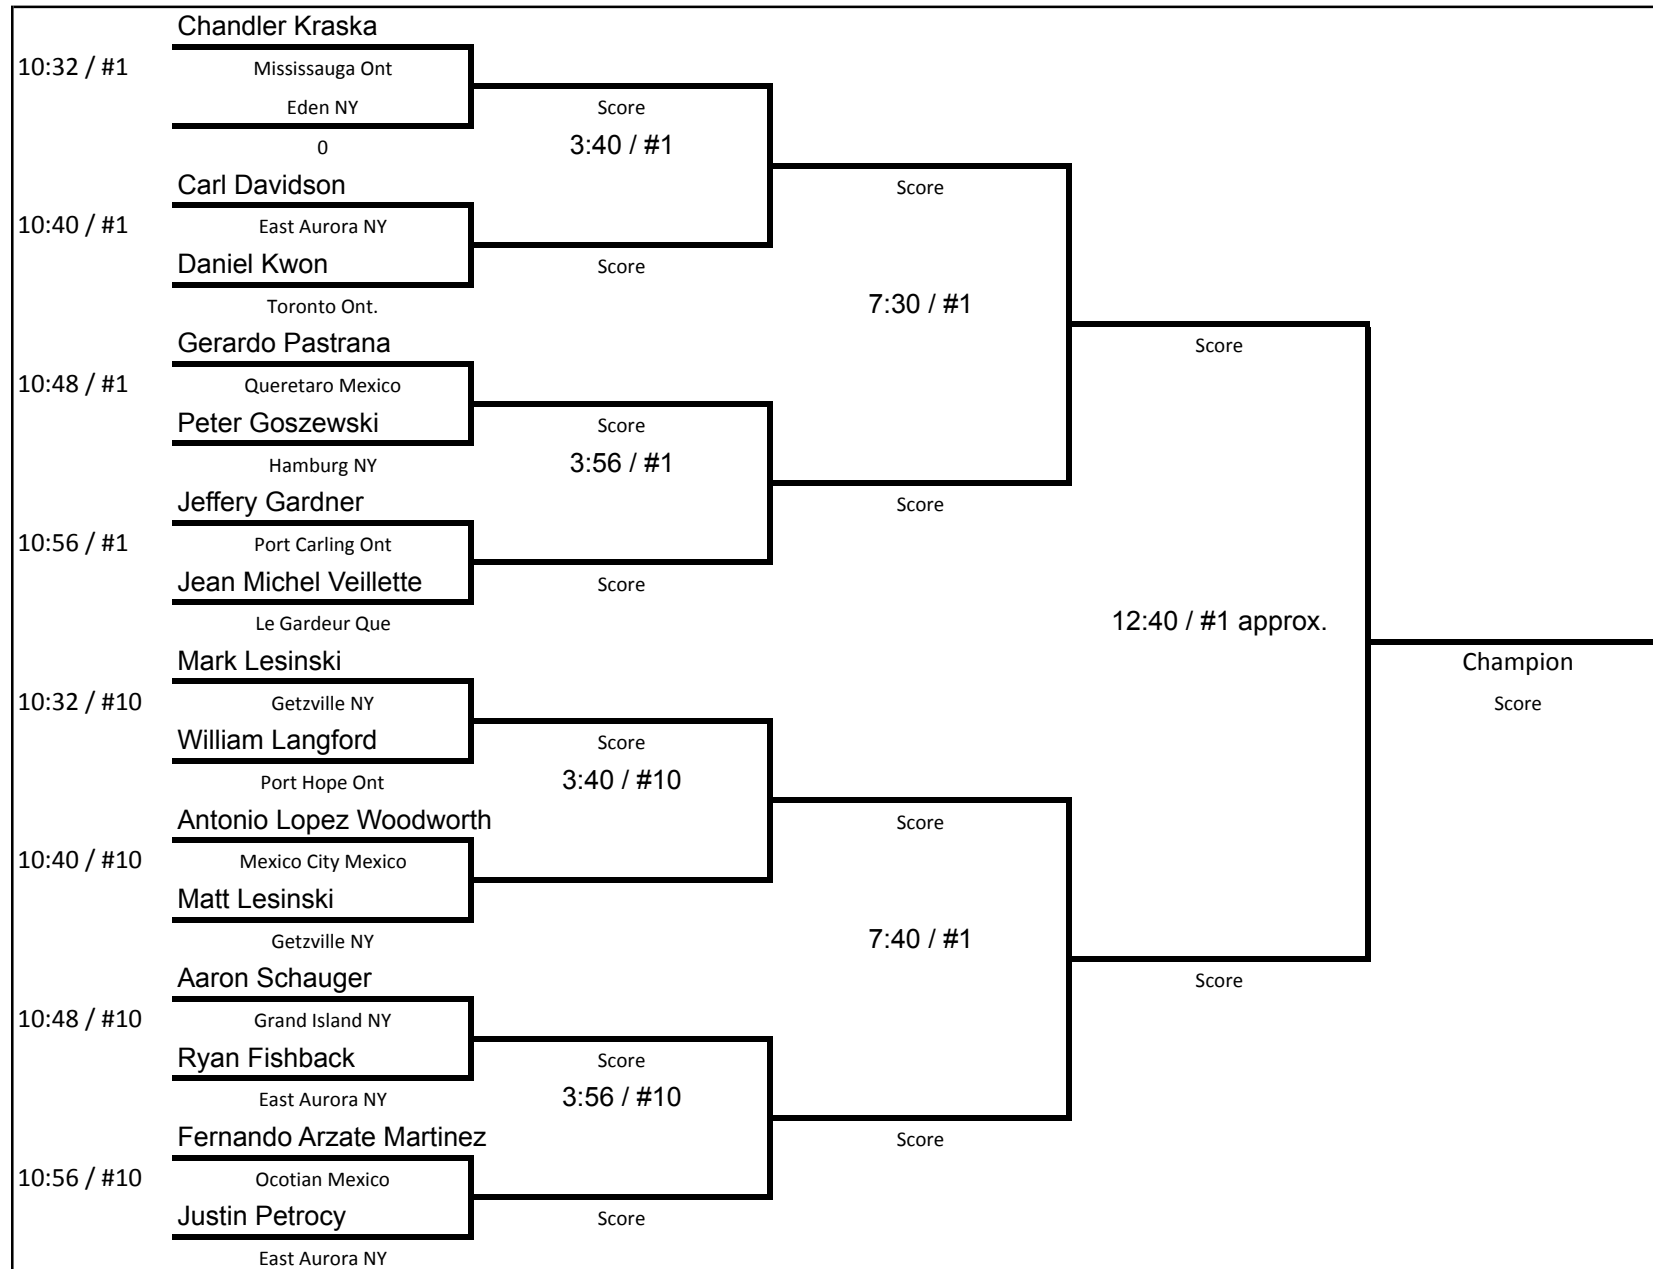 Chandler Kraska
10:32 / #1
Mississauga Ont
Eden NY
Score
0
3:40 / #1
Carl Davidson
Score
10:40 / #1
East Aurora NY
Daniel Kwon
Score
Toronto Ont.
7:30 / #1
Gerardo Pastrana
Score
10:48 / #1
Queretaro Mexico
Peter Goszewski
Score
Hamburg NY
3:56 / #1
Jeffery Gardner
Score
10:56 / #1
Port Carling Ont
Jean Michel Veillette
Score
Le Gardeur Que
12:40 / #1 approx.
Mark Lesinski
Champion
10:32 / #10
Getzville NY
Score
William Langford
Score
Port Hope Ont
3:40 / #10
Antonio Lopez Woodworth
Score
10:40 / #10
Mexico City Mexico
Matt Lesinski
Getzville NY
7:40 / #1
Aaron Schauger
Score
10:48 / #10
Grand Island NY
Ryan Fishback
Score
East Aurora NY
3:56 / #10
Fernando Arzate Martinez
Score
10:56 / #10
Ocotian Mexico
Justin Petrocy
Score
East Aurora NY